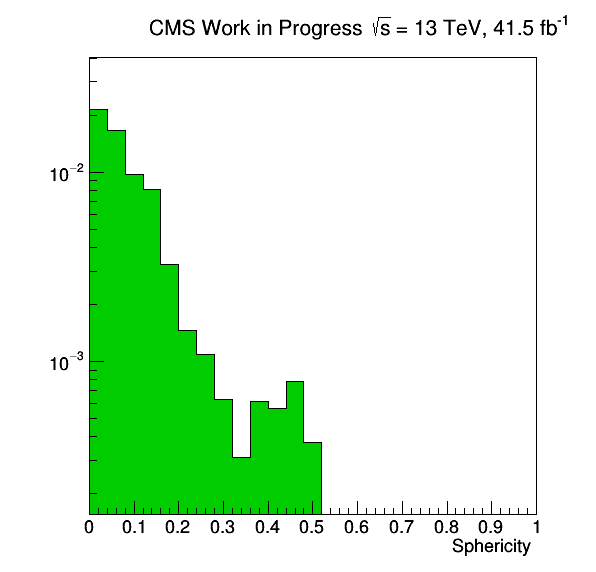 CMS Work in Progress √s = 13 TeV, 41.5 fb⁻¹
10⁻²
10⁻³
0 0.1 0.2 0.3 0.4 0.5 0.6 0.7 0.8 0.9 1
Sphericity